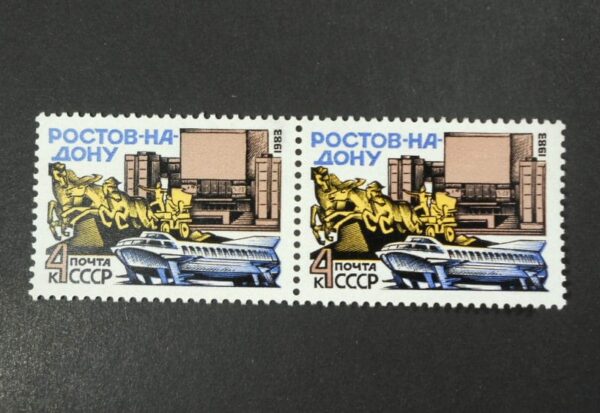 РОСТОВ-НА-
ДОНУ
1983
4 ПОЧТА
К СССР
РОСТОВ-НА-
ДОНУ
1983
4 ПОЧТА
К СССР